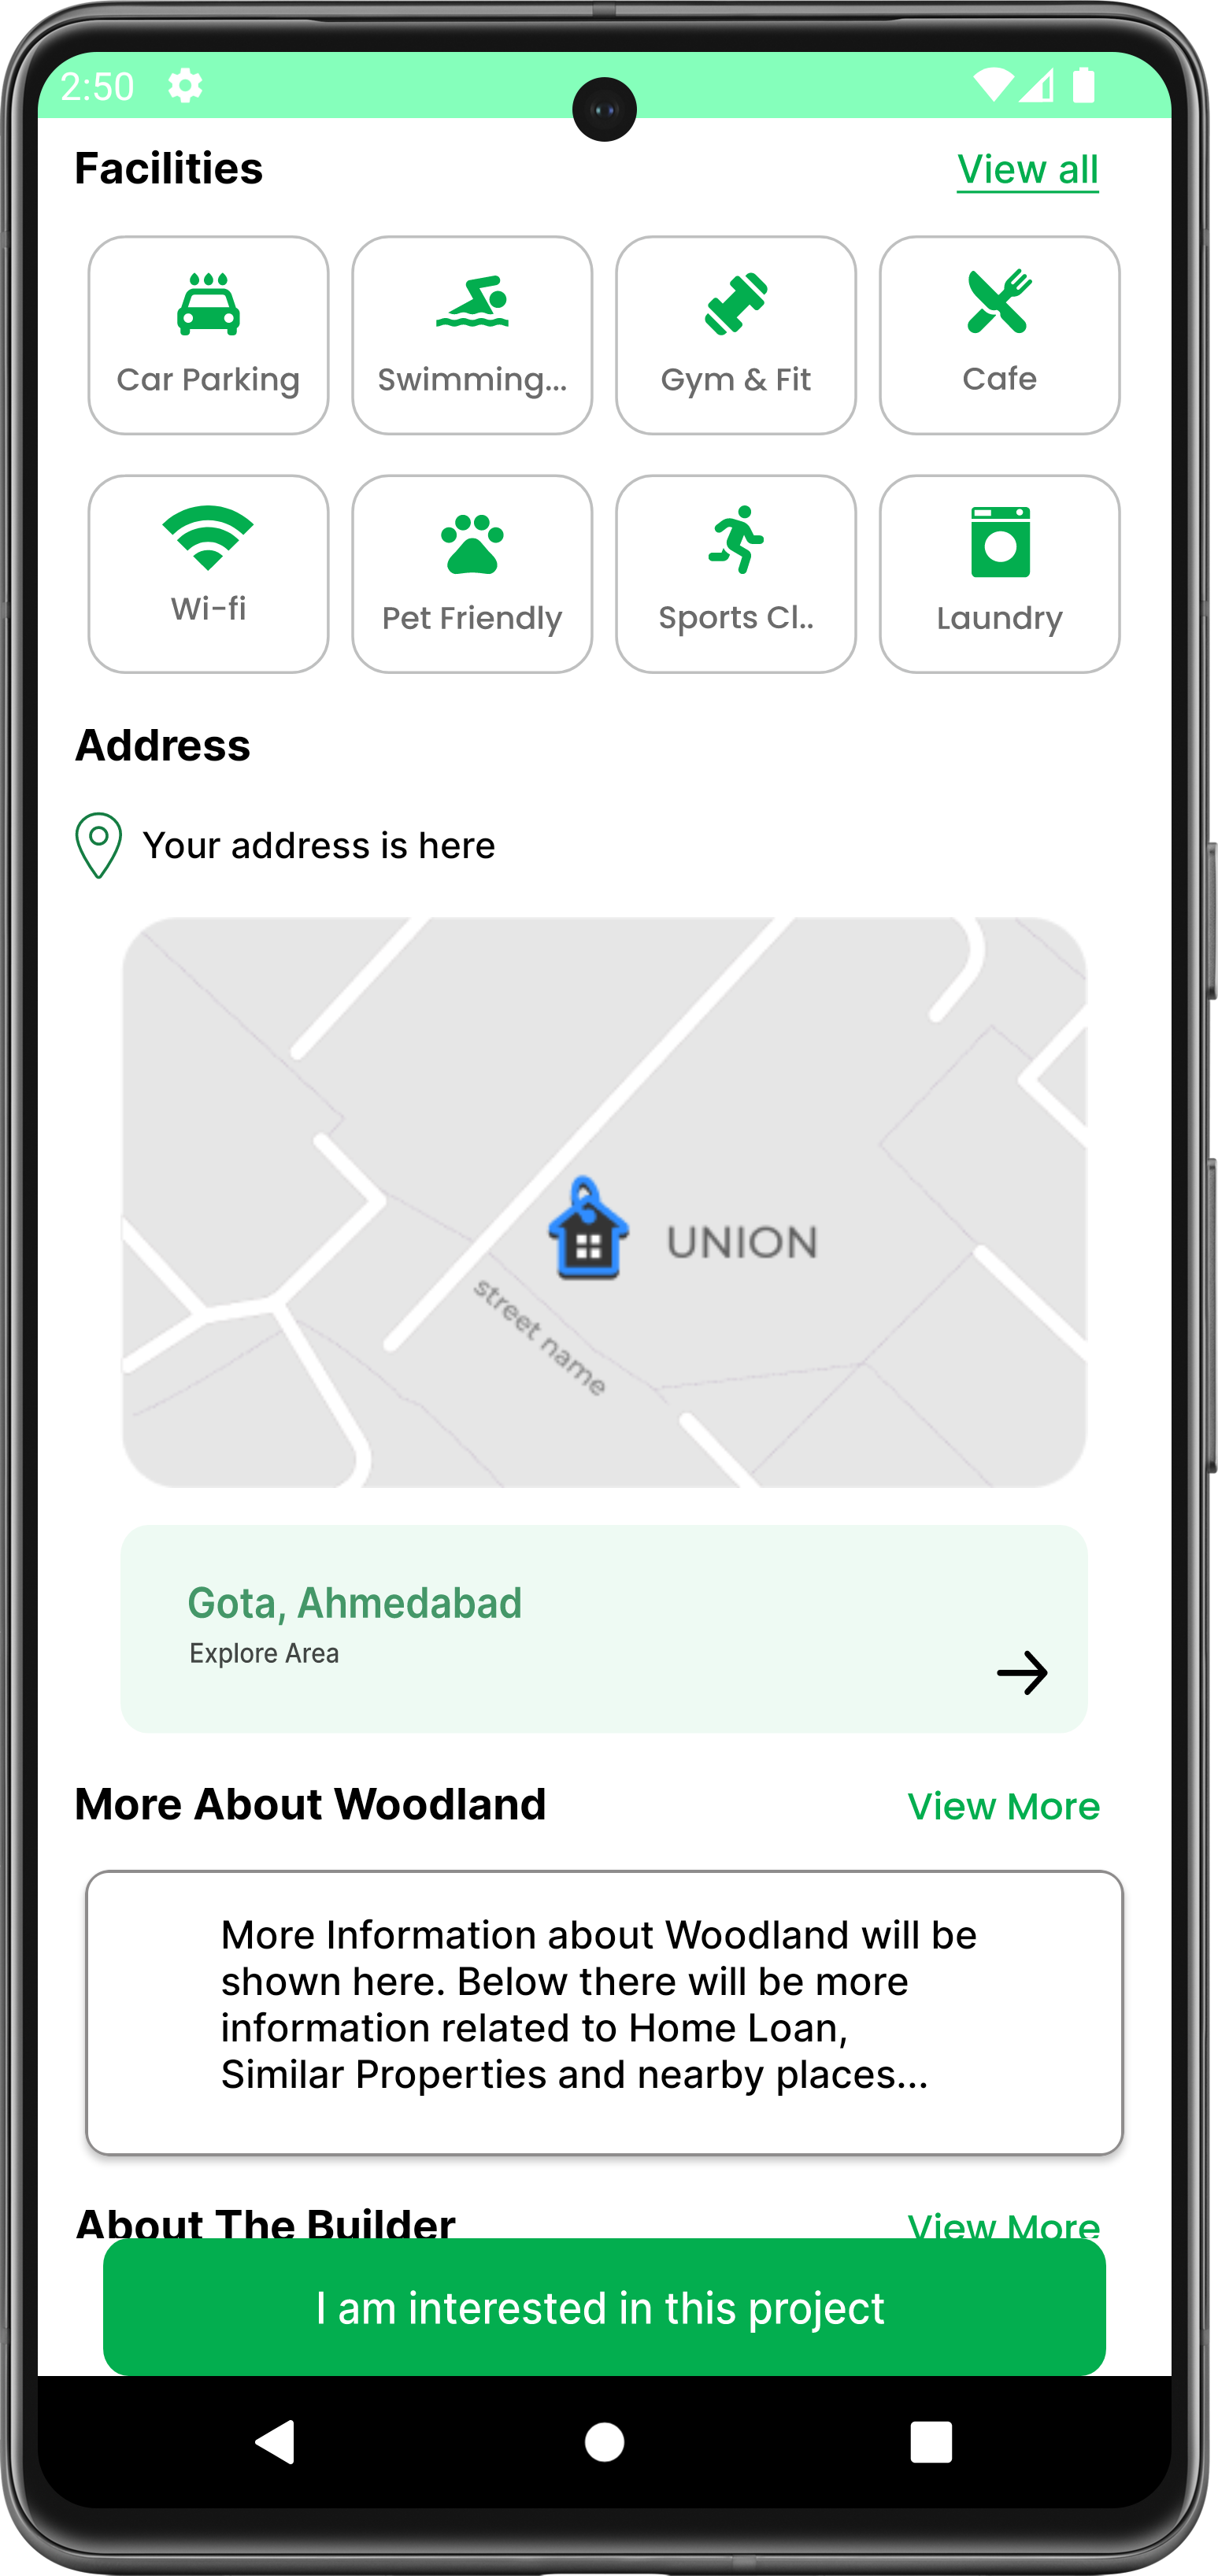 2:50
Facilities
View all
Car Parking
Swimming...
Gym & Fit
Cafe
Wi-fi
Pet Friendly
Sports Cl..
Laundry
Address
Your address is here
UNION
street name
Gota, Ahmedabad
Explore Area
More About Woodland
View More
More Information about Woodland will be
shown here. Below there will be more
information related to Home Loan,
Similar Properties and nearby places...
About The Builder
View More
I am interested in this project